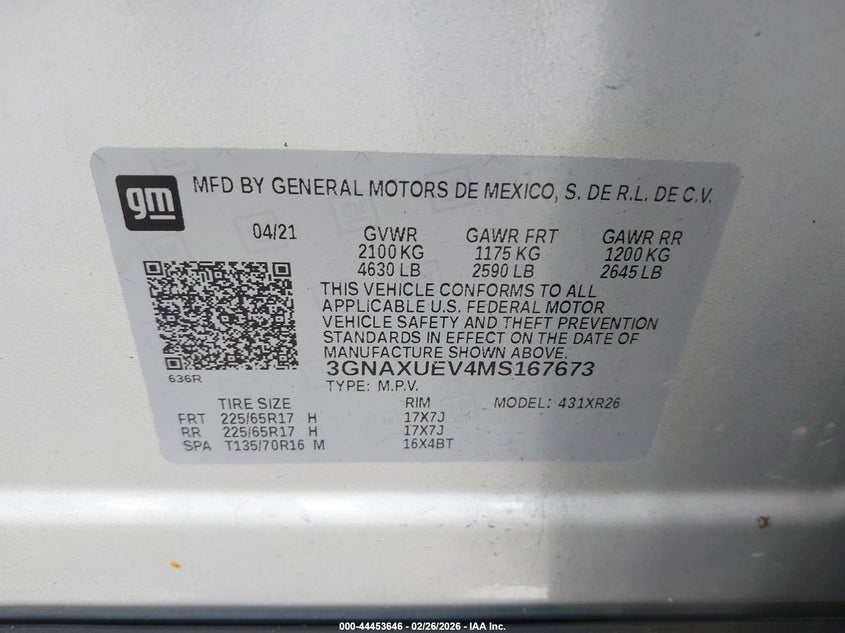 gm
MFD BY GENERAL MOTORS DE MEXICO, S. DE R.L. DE C.V.
04/21 GVWR GAWR FRT GAWR RR
2100 KG 1175 KG 1200 KG
4630 LB 2590 LB 2645 LB
THIS VEHICLE CONFORMS TO ALL
APPLICABLE U.S. FEDERAL MOTOR
VEHICLE SAFETY AND THEFT PREVENTION
STANDARDS IN EFFECT ON THE DATE OF
MANUFACTURE SHOWN ABOVE.
3GNAXUEV4MS167673
636R
TYPE: M.P.V.
TIRE SIZE RIM MODEL: 431XR26
FRT 225/65R17 H 17X7J
RR 225/65R17 H 17X7J
SPA T135/70R16 M 16X4BT
000-44453646 - 02/26/2026 - IAA Inc.